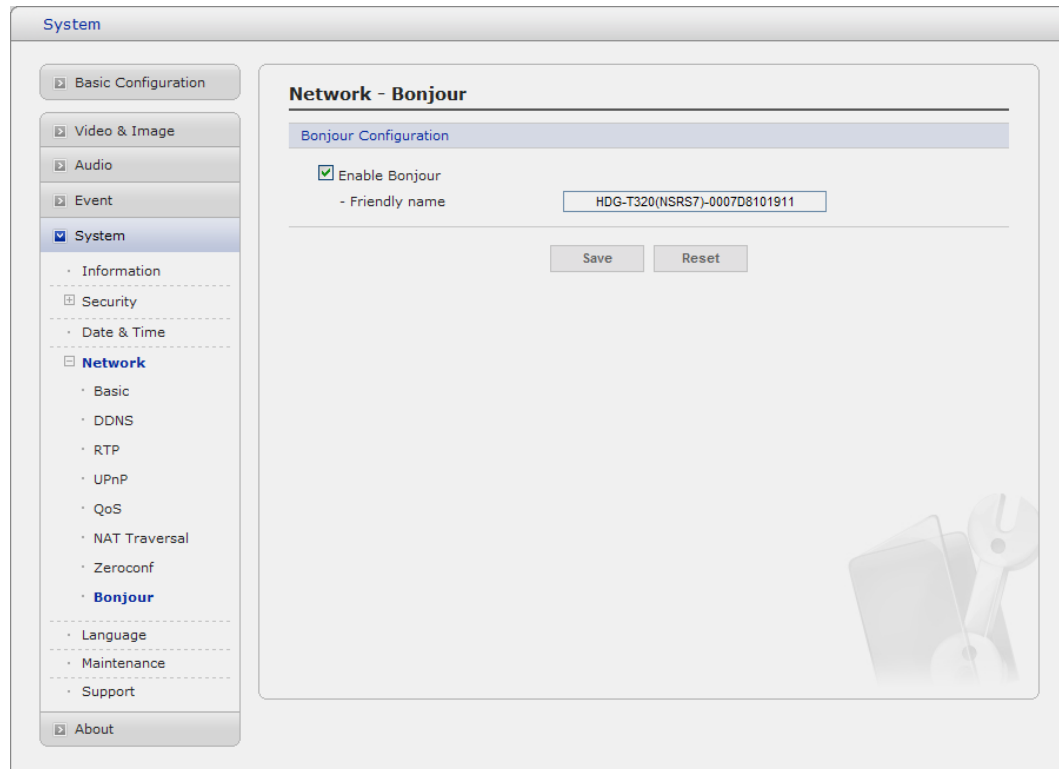 System
Basic Configuration
Video & Image
Audio
Event
System
Information
Security
Date & Time
Network
Basic
DDNS
RTP
UPnP
QoS
NAT Traversal
Zeroconf
Bonjour
Language
Maintenance
Support
About
Network - Bonjour
Bonjour Configuration
Enable Bonjour
- Friendly name HDG-T320(NSRS7)-0007D8101911
Save Reset